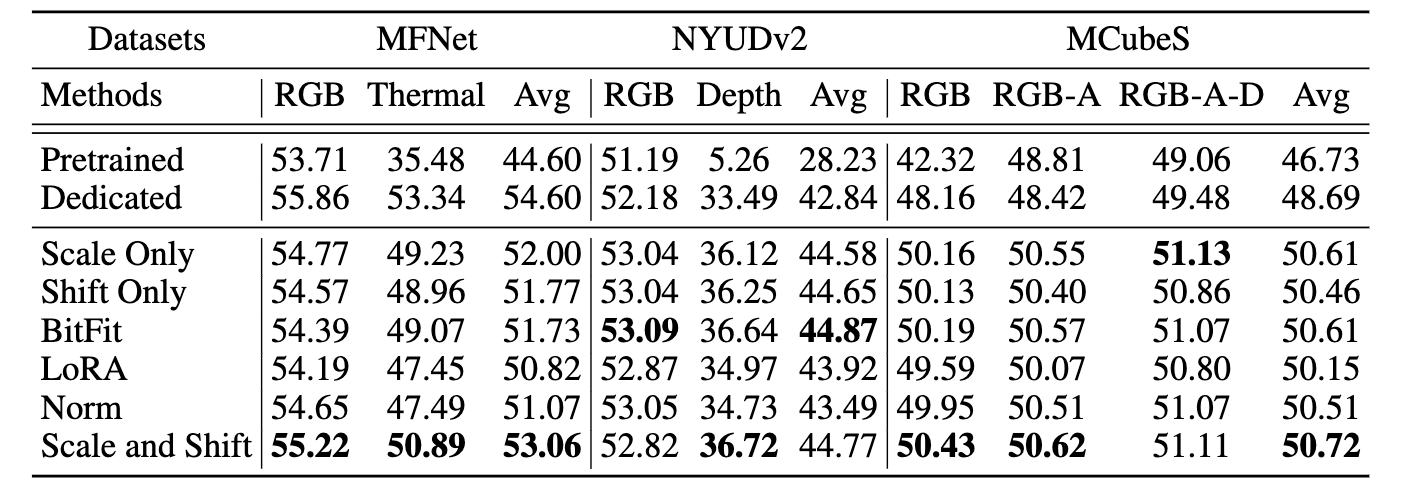 Datasets MFNet NYUDv2 MCubeS
Methods RGB Thermal Avg RGB Depth Avg RGB RGB-A RGB-A-D Avg
Pretrained 53.71 35.48 44.60 51.19 5.26 28.23 42.32 48.81 49.06 46.73
Dedicated 55.86 53.34 54.60 52.18 33.49 42.84 48.16 48.42 49.48 48.69
Scale Only 54.77 49.23 52.00 53.04 36.12 44.58 50.16 50.55 51.13 50.61
Shift Only 54.57 48.96 51.77 53.04 36.25 44.65 50.13 50.40 50.86 50.46
BitFit 54.39 49.07 51.73 53.09 36.64 44.87 50.19 50.57 51.07 50.61
LoRA 54.19 47.45 50.82 52.87 34.97 43.92 49.59 50.07 50.80 50.15
Norm 54.65 47.49 51.07 53.05 34.73 43.49 49.95 50.51 51.07 50.51
Scale and Shift 55.22 50.89 53.06 52.82 36.72 44.77 50.43 50.62 51.11 50.72